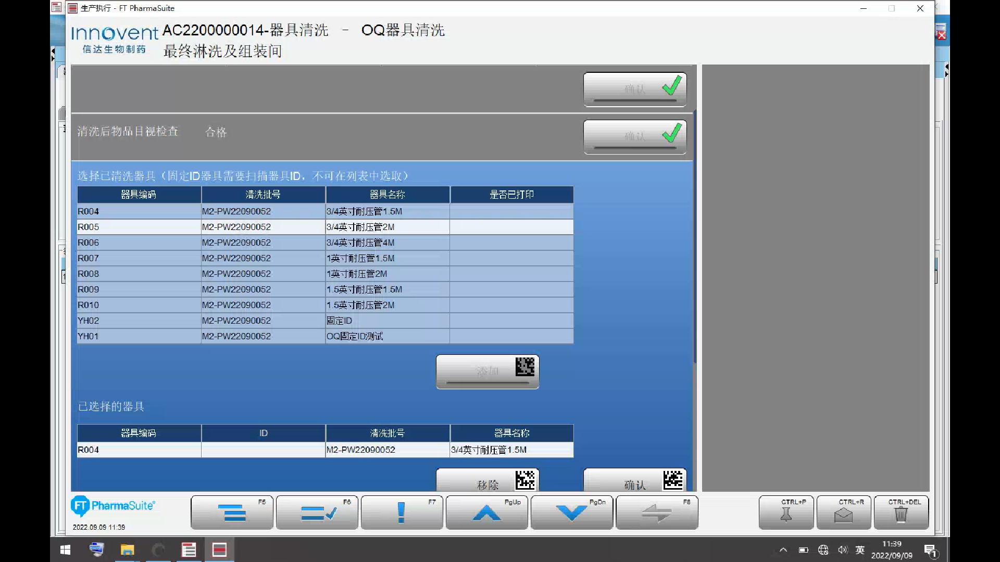 生产执行 - FT PharmaSuite
Innovent
信达生物制药
AC2200000014-器具清洗 - OQ器具清洗
最终淋洗及组装间
确认
清洗后物品目视检查 合格
确认
选择已清洗器具（固定ID器具需要扫描器具ID，不可在列表中选取）
器具编码 清洗批号 器具名称 是否已打印
R004 M2-PW22090052 3/4英寸耐压管1.5M
R005 M2-PW22090052 3/4英寸耐压管2M
R006 M2-PW22090052 3/4英寸耐压管4M
R007 M2-PW22090052 1英寸耐压管1.5M
R008 M2-PW22090052 1英寸耐压管2M
R009 M2-PW22090052 1.5英寸耐压管1.5M
R010 M2-PW22090052 1.5英寸耐压管2M
YH02 M2-PW22090052 固定ID
YH01 M2-PW22090052 OQ固定ID测试
添加
已选择的器具
器具编码 ID 清洗批号 器具名称
R004 M2-PW22090052 3/4英寸耐压管1.5M
移除 确认
FT PharmaSuite®
F5 F6 F7 PgUp PgDn F8 CTRL+P CTRL+R CTRL+DEL
2022.09.09 11:39
英 11:39
2022/09/09
1